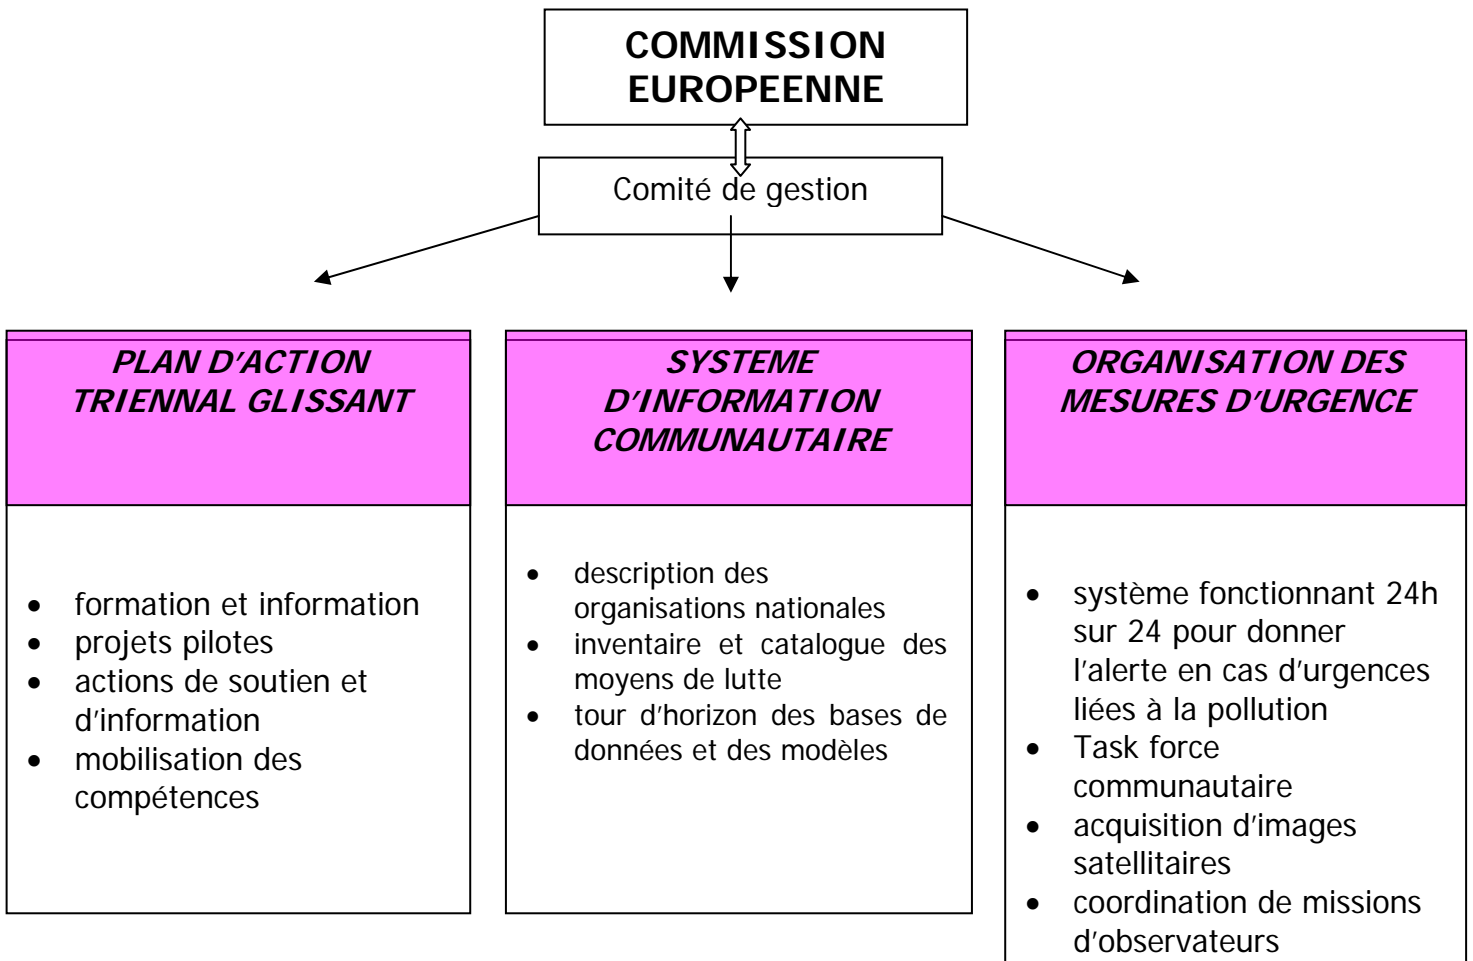 COMMISSION
EUROPEENNE
Comité de gestion
PLAN D'ACTION
TRIENNAL GLISSANT
• formation et information
• projets pilotes
• actions de soutien et
d'information
• mobilisation des
compétences
SYSTEME
D'INFORMATION
COMMUNAUTAIRE
• description des
organisations nationales
• inventaire et catalogue des
moyens de lutte
• tour d'horizon des bases de
données et des modèles
ORGANISATION DES
MESURES D'URGENCE
• système fonctionnant 24h
sur 24 pour donner
l'alerte en cas d'urgences
liées à la pollution
• Task force
communautaire
• acquisition d'images
satellitaires
• coordination de missions
d'observateurs